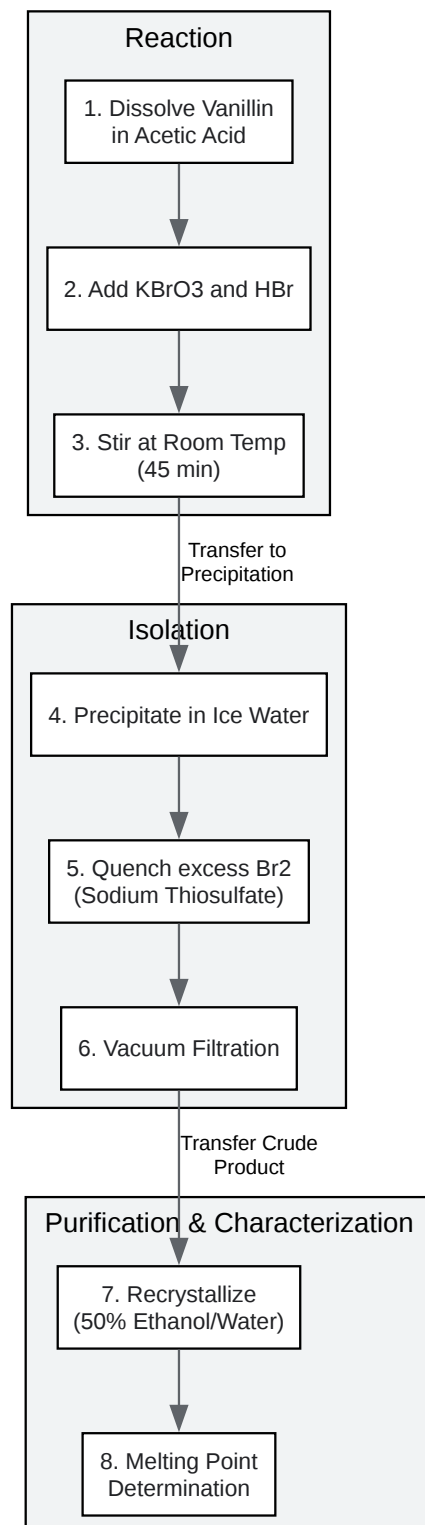 Reaction
1. Dissolve Vanillin
in Acetic Acid
2. Add KBrO3 and HBr
3. Stir at Room Temp
(45 min)
Transfer to
Precipitation
Isolation
4. Precipitate in Ice Water
5. Quench excess Br2
(Sodium Thiosulfate)
6. Vacuum Filtration
Transfer Crude
Product
Purification & Characterization
7. Recrystallize
(50% Ethanol/Water)
8. Melting Point
Determination